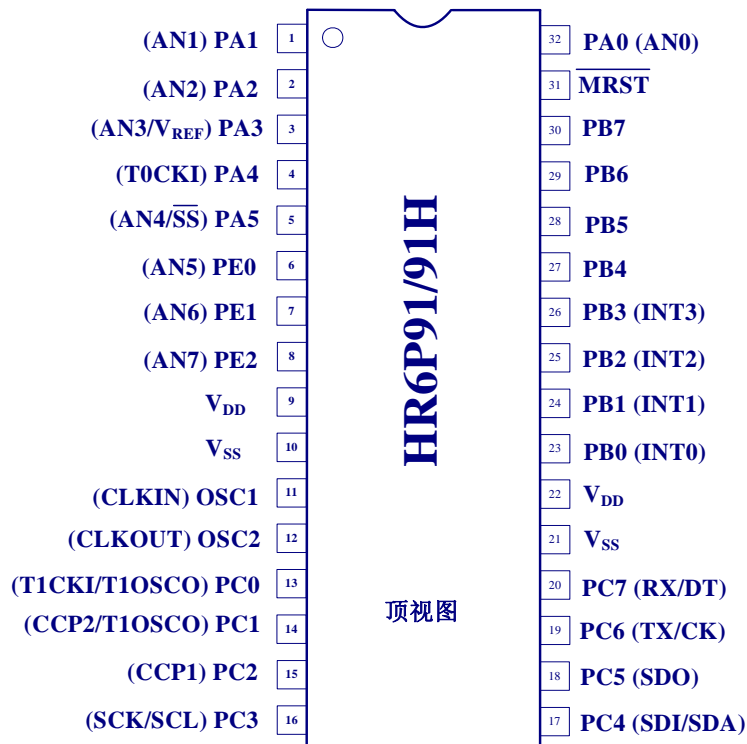 (AN1) PA1 1
32 PA0 (AN0)
(AN2) PA2 2
31 MRST
(AN3/VREF) PA3 3
30 PB7
(T0CKI) PA4 4
29 PB6
(AN4/SS) PA5 5
28 PB5
(AN5) PE0 6
27 PB4
(AN6) PE1 7
26 PB3 (INT3)
(AN7) PE2 8
25 PB2 (INT2)
VDD 9
24 PB1 (INT1)
VSS 10
23 PB0 (INT0)
(CLKIN) OSC1 11
22 VDD
(CLKOUT) OSC2 12
21 VSS
(T1CKI/T1OSCO) PC0 13
20 PC7 (RX/DT)
(CCP2/T1OSCO) PC1 14
19 PC6 (TX/CK)
(CCP1) PC2 15
18 PC5 (SDO)
(SCK/SCL) PC3 16
17 PC4 (SDI/SDA)
HR6P91/91H
顶视图